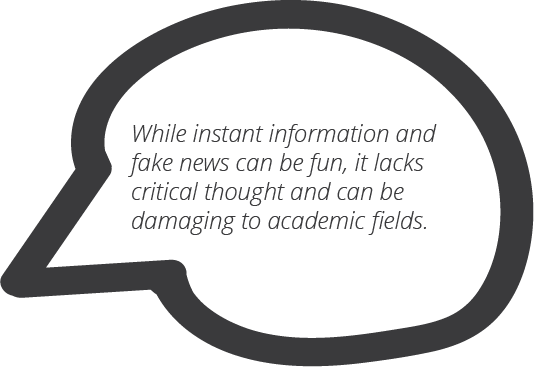 While instant information and
fake news can be fun, it lacks
critical thought and can be
damaging to academic fields.